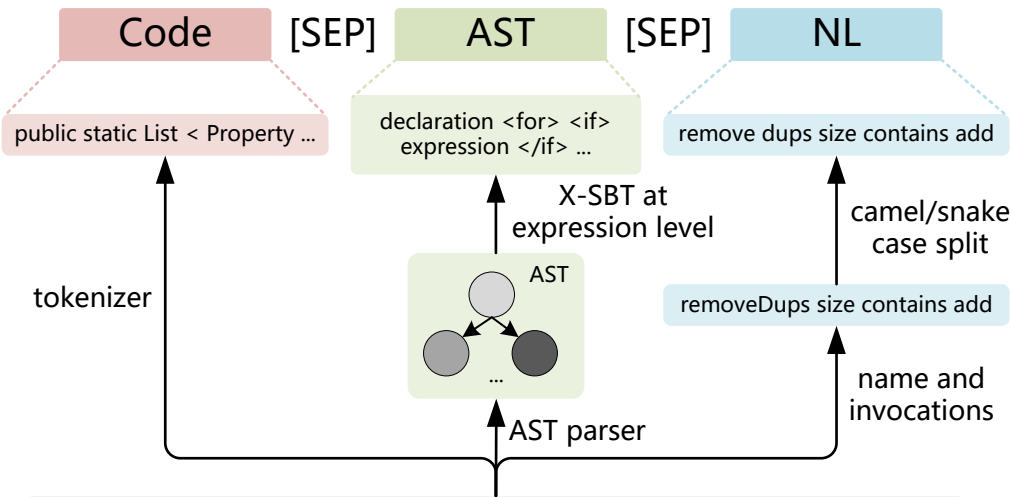 Code [SEP] AST [SEP] NL
public static List < Property ...
declaration <for> <if>
expression </if> ...
remove dups size contains add
X-SBT at
expression level
camel/snake
case split
tokenizer
AST
removeDups size contains add
...
name and
invocations
AST parser